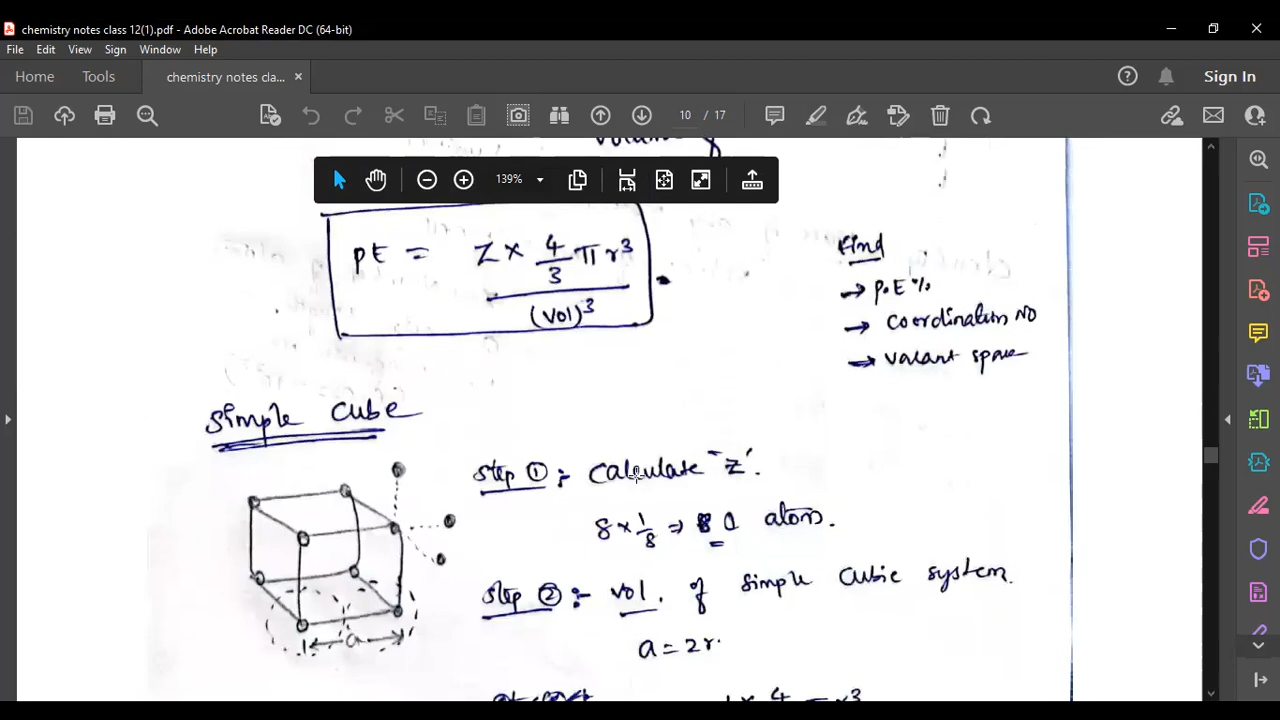 chemistry notes class 12(1).pdf - Adobe Acrobat Reader DC (64-bit)
File Edit View Sign Window Help
Home Tools chemistry notes cla... × Sign In
10 / 17
139%
PE = Z × 4/3 π r³
(vol)³
Find
→ P.E %
→ coordination NO
→ vacant space
Simple Cube
Step ① :- Calculate "Z".
8 × 1/8 ⇒ atom.
Step ② :- vol. of simple cubic system.
a
a = 2r.